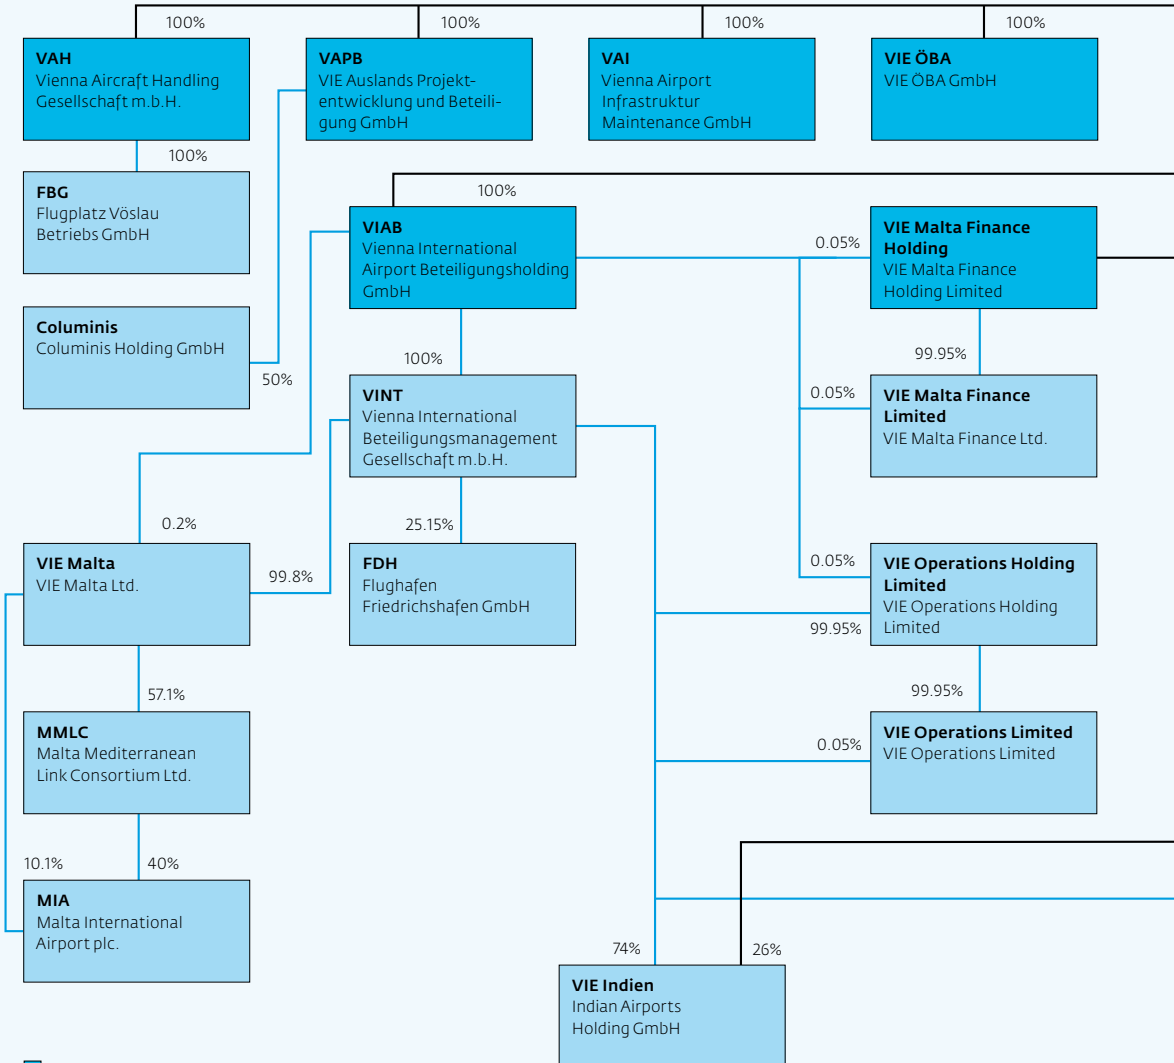 100%
100%
100%
100%
VAH
Vienna Aircraft Handling
Gesellschaft m.b.H.
VAPB
VIE Auslands Projekt-
entwicklung und Beteili-
gung GmbH
VAI
Vienna Airport
Infrastruktur
Maintenance GmbH
VIE ÖBA
VIE ÖBA GmbH
100%
FBG
Flugplatz Vöslau
Betriebs GmbH
100%
VIAB
Vienna International
Airport Beteiligungsholding
GmbH
0.05%
VIE Malta Finance
Holding
VIE Malta Finance
Holding Limited
Columinis
Columinis Holding GmbH
50%
100%
99.95%
VINT
Vienna International
Beteiligungsmanagement
Gesellschaft m.b.H.
0.05%
VIE Malta Finance
Limited
VIE Malta Finance Ltd.
0.2%
25.15%
VIE Malta
VIE Malta Ltd.
99.8%
FDH
Flughafen
Friedrichshafen GmbH
0.05%
VIE Operations Holding
Limited
VIE Operations Holding
Limited
99.95%
57.1%
99.95%
MMLC
Malta Mediterranean
Link Consortium Ltd.
0.05%
VIE Operations Limited
VIE Operations Limited
10.1%
40%
MIA
Malta International
Airport plc.
74%
26%
VIE Indien
Indian Airports
Holding GmbH